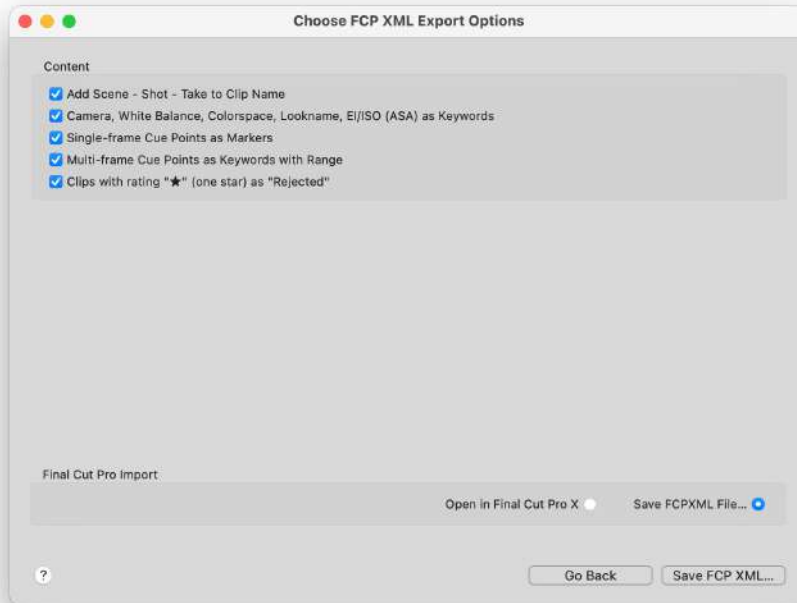 Choose FCP XML Export Options
Content
Add Scene - Shot - Take to Clip Name
Camera, White Balance, Colorspace, Lookname, EI/ISO (ASA) as Keywords
Single-frame Cue Points as Markers
Multi-frame Cue Points as Keywords with Range
Clips with rating "★" (one star) as "Rejected"
Final Cut Pro Import
Open in Final Cut Pro X
Save FCPXML File...
?
Go Back
Save FCP XML...